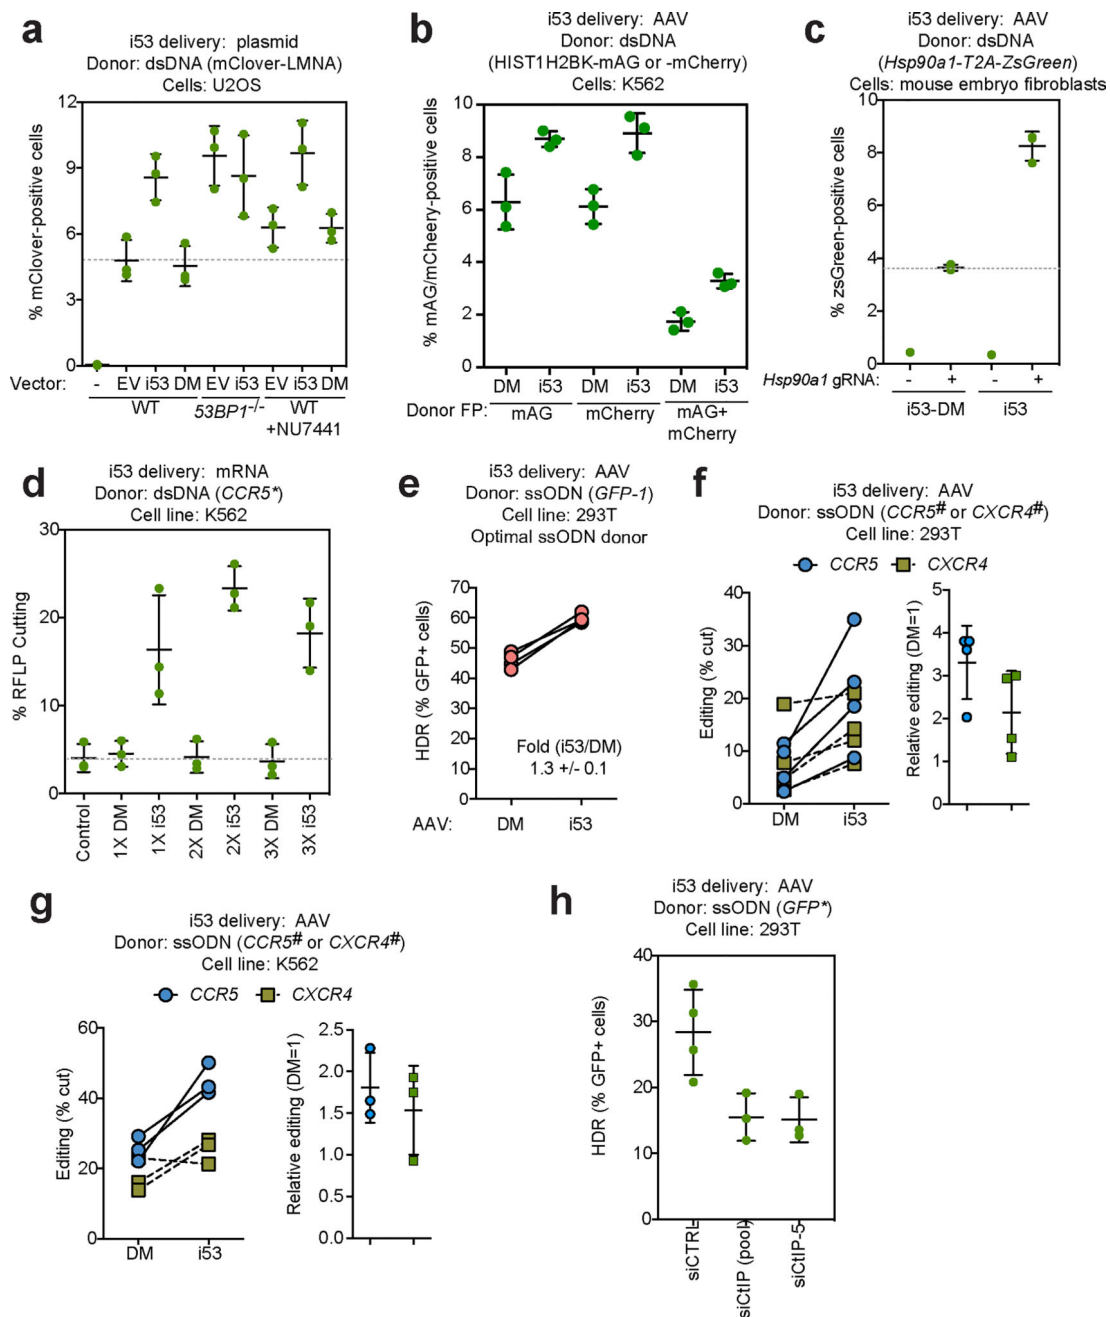 a
i53 delivery: plasmid
Donor: dsDNA (mClover-LMNA)
Cells: U2OS
% mClover-positive cells
12
9
6
3
0
Vector:
- EV i53 DM EV i53 EV i53 DM
WT 53BP1-/- WT
+NU7441
b
i53 delivery: AAV
Donor: dsDNA
(HIST1H2BK-mAG or -mCherry)
Cells: K562
% mAG/mCheery-positive cells
10
8
6
4
2
0
DM i53 DM i53 DM i53
Donor FP: mAG mCherry mAG+
mCherry
c
i53 delivery: AAV
Donor: dsDNA
(Hsp90a1-T2A-ZsGreen)
Cells: mouse embryo fibroblasts
% zsGreen-positive cells
10
8
6
4
2
0
Hsp90a1 gRNA: - + - +
i53-DM i53
d
i53 delivery: mRNA
Donor: dsDNA (CCR5*)
Cell line: K562
% RFLP Cutting
30
20
10
0
Control
1X DM
1X i53
2X DM
2X i53
3X DM
3X i53
e
i53 delivery: AAV
Donor: ssODN (GFP-1)
Cell line: 293T
Optimal ssODN donor
HDR (% GFP+ cells)
70
60
50
40
30
20
10
0
Fold (i53/DM)
1.3 +/- 0.1
AAV: DM i53
f
i53 delivery: AAV
Donor: ssODN (CCR5# or CXCR4#)
Cell line: 293T
CCR5 CXCR4
Editing (% cut)
40
30
20
10
0
DM i53
Relative editing (DM=1)
5
4
3
2
1
0
g
i53 delivery: AAV
Donor: ssODN (CCR5# or CXCR4#)
Cell line: K562
CCR5 CXCR4
Editing (% cut)
60
40
20
0
DM i53
Relative editing (DM=1)
2.5
2.0
1.5
1.0
0.5
0.0
h
i53 delivery: AAV
Donor: ssODN (GFP*)
Cell line: 293T
HDR (% GFP+ cells)
40
30
20
10
0
siCTRL
siCtIP (pool)
siCtIP-5